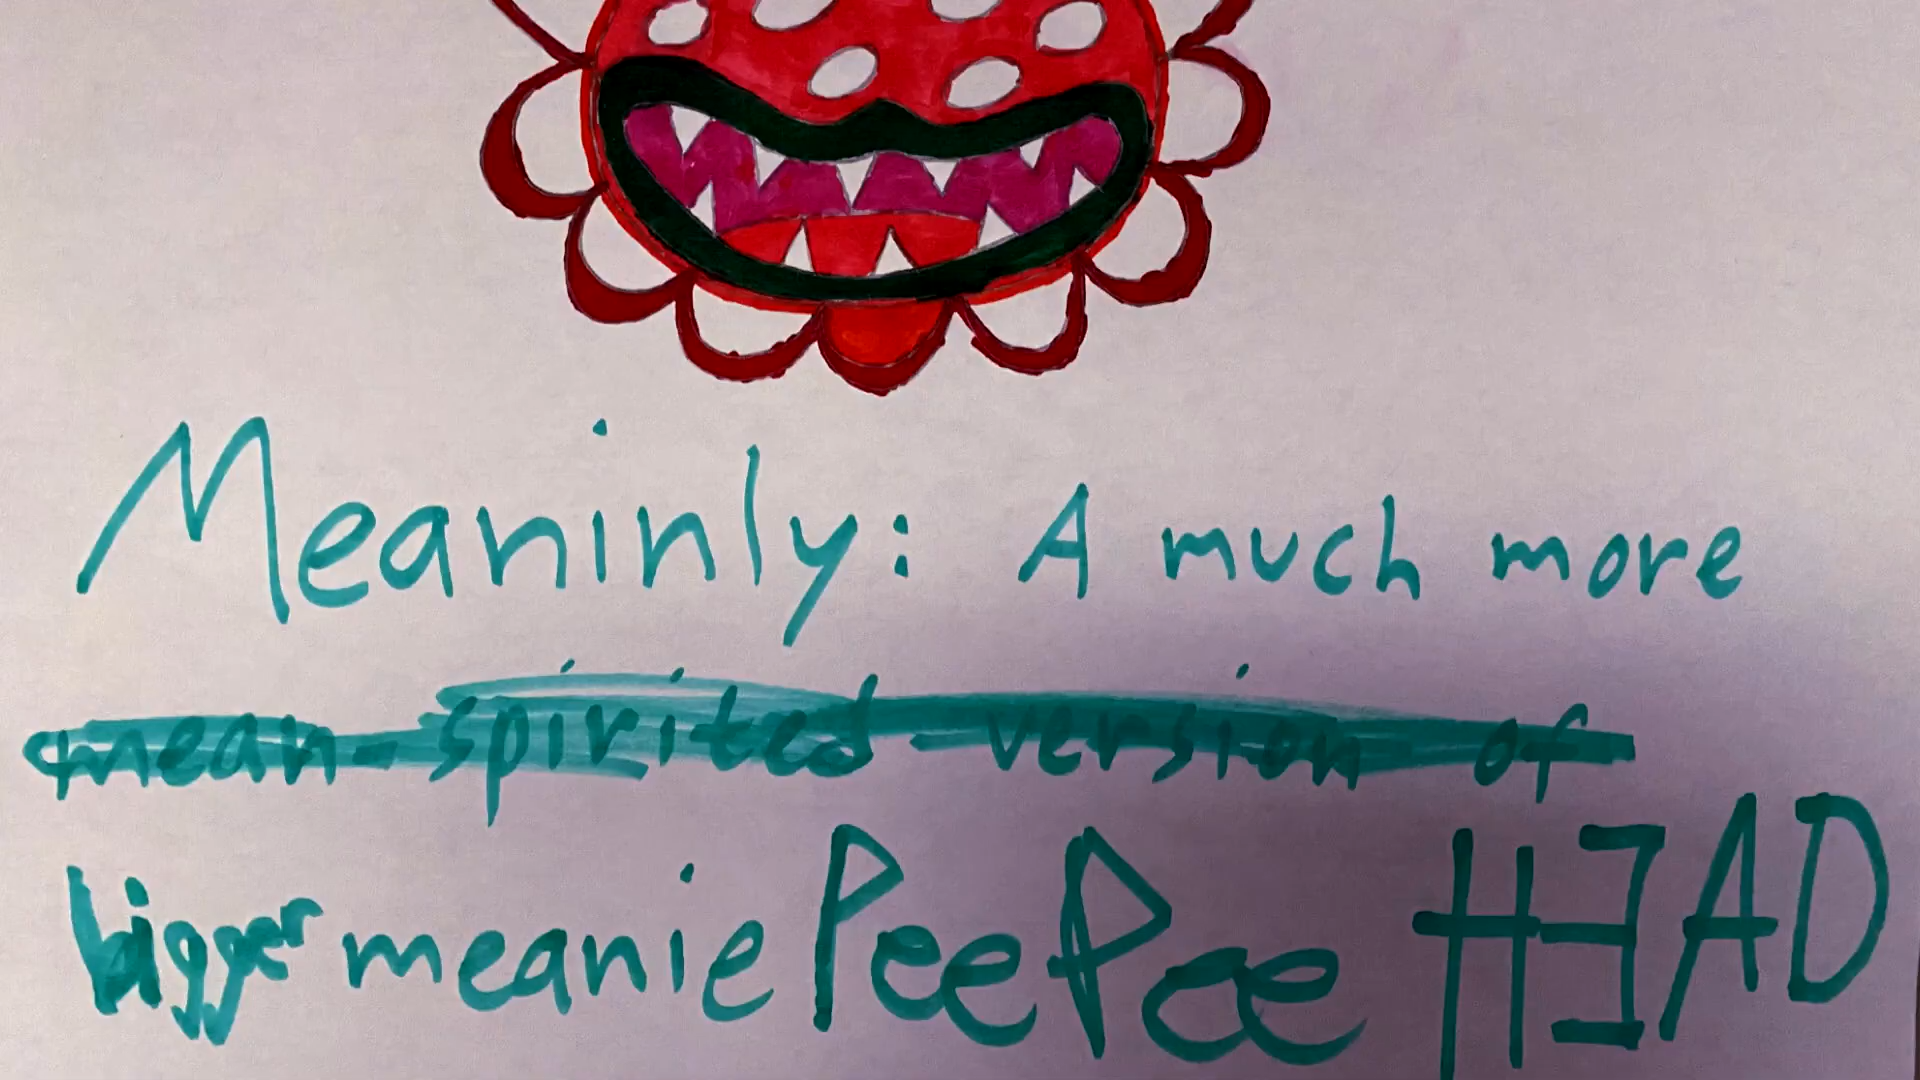 Meaninly: A much more
mean-spirited version of
bigger meanie PeePee HEAD